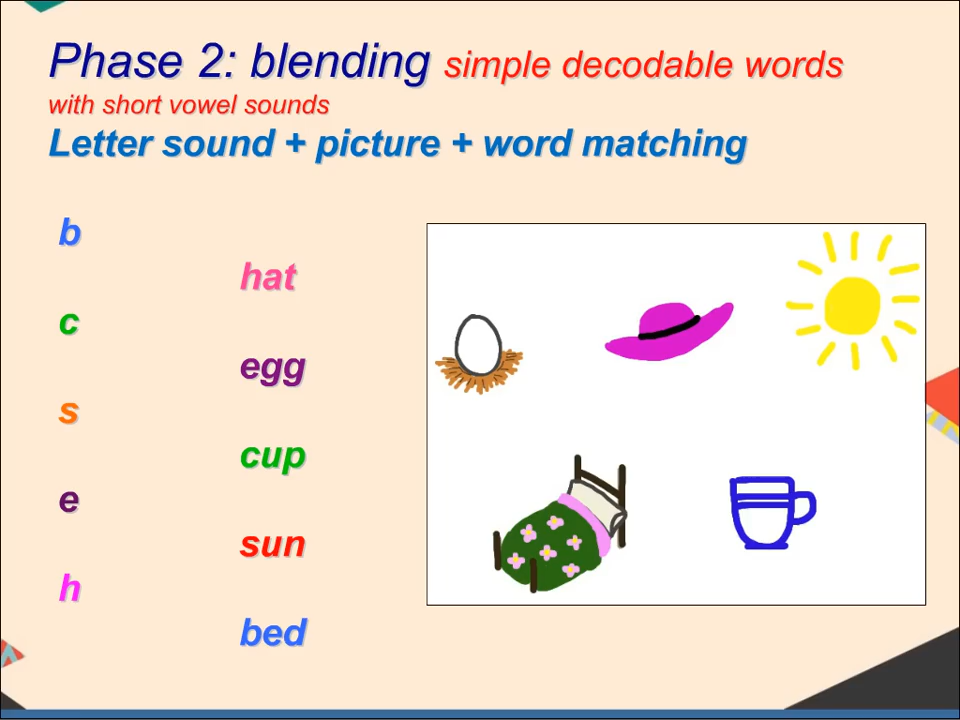 Phase 2: blending simple decodable words
with short vowel sounds
Letter sound + picture + word matching
b
hat
c
egg
s
cup
e
sun
h
bed